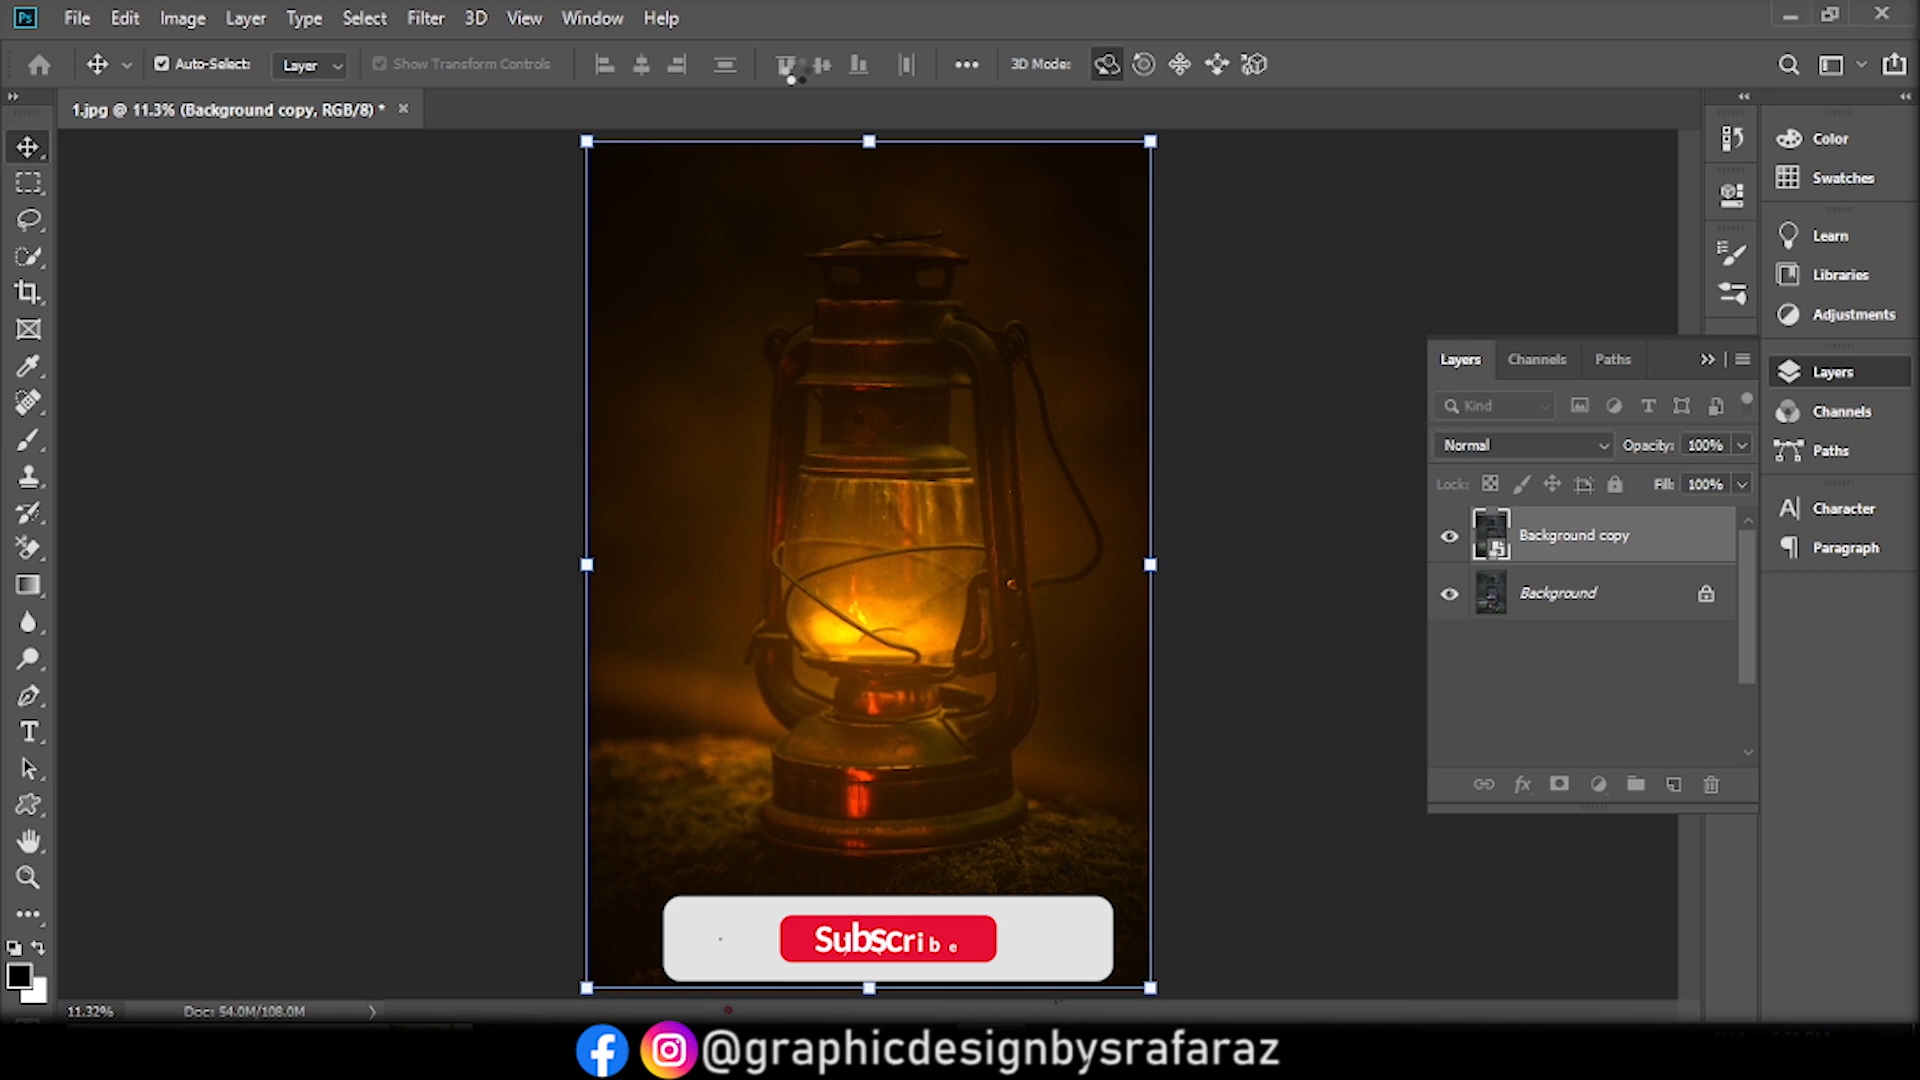 Ps File Edit Image Layer Type Select Filter 3D View Window Help
Auto-Select: Layer Show Transform Controls 3D Mode:
1.jpg @ 11.3% (Background copy, RGB/8) *
Color
Swatches
Learn
Libraries
Adjustments
Layers
Channels
Paths
Character
Paragraph
Layers Channels Paths
Kind
Normal Opacity: 100%
Lock: Fill: 100%
Background copy
Background
Subscribe
11.32% Doc: 54.0M/108.0M
@graphicdesignbysrafaraz